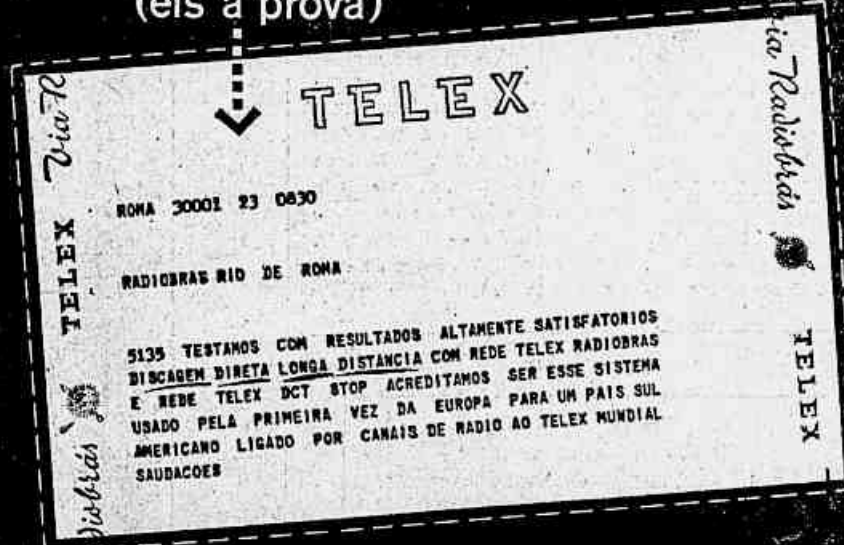 (eis a prova)
TELEX
ROMA 30001 23 0830
RADIOBRAS RIO DE ROMA
5135 TESTAMOS COM RESULTADOS ALTAMENTE SATISFATORIOS
DISCAGEM DIRETA LONGA DISTANCIA COM REDE TELEX RADIOBRAS
E REDE TELEX DCT STOP ACREDITAMOS SER ESSE SISTEMA
USADO PELA PRIMEIRA VEZ DA EUROPA PARA UM PAIS SUL
AMERICANO LIGADO POR CANAIS DE RADIO AO TELEX MUNDIAL
SAUDACOES
diobrás
TELEX
Via R
ia Radiobrás
TELEX